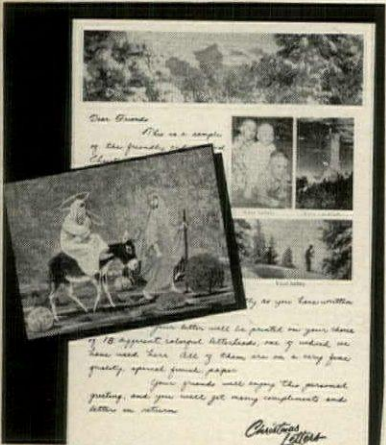 Dear Friends
This is a sample
of the friendly
Christ
ly as you have written
your letter will be printed on your choice
of 18 different colorful letterheads, one of which we
have used here. All of them are on a very fine
quality, special finish, paper.
Your friends will enjoy this personal
greeting, and you will get many compliments and
letters in return
Christmas
Letters